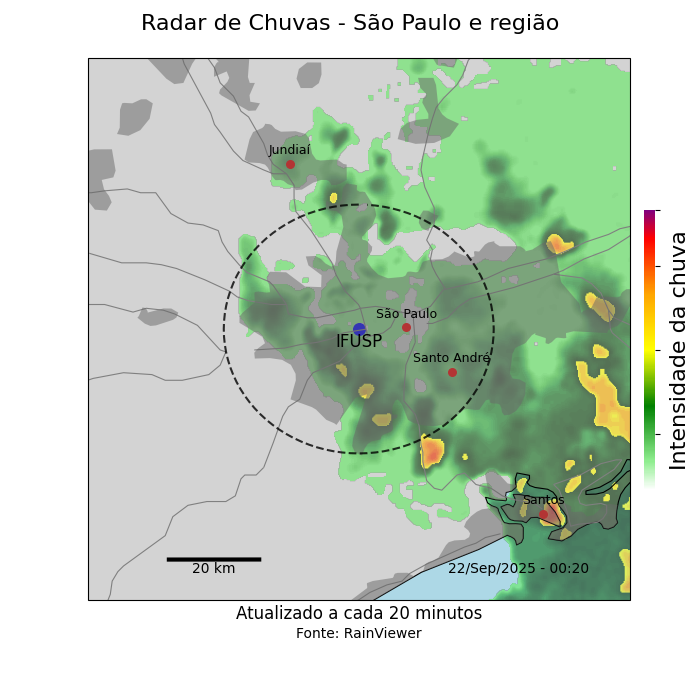 Radar de Chuvas - São Paulo e região
Jundiaí
São Paulo
IFUSP
Santo André
Santos
20 km
22/Sep/2025 - 00:20
Intensidade da chuva
Atualizado a cada 20 minutos
Fonte: RainViewer